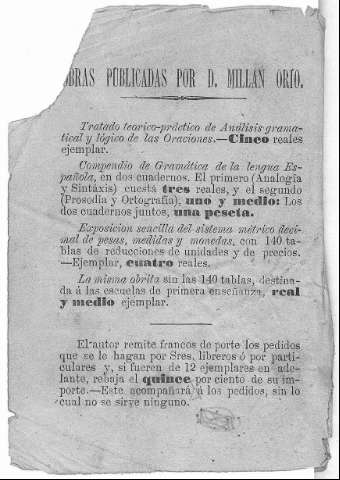 OBRAS PUBLICADAS POR D. MILLAN ORIO.
Tratado teorico-práctico de Análisis grama-
tical y lógico de las Oraciones.—Cinco reales
ejemplar.
Compendio de Gramática de la lengua Es-
pañola, en dos cuadernos. El primero (Analogía
y Sintáxis) cuesta tres reales, y el segundo
(Prosodia y Ortografía), uno y medio: Los
dos cuadernos juntos, una peseta.
Exposicion sencilla del sistema métrico deci-
mal de pesas, medidas y monedas, con 140 ta-
blas de reducciones de unidades y de precios.
—Ejemplar, cuatro reales.
La misma obrita sin las 140 tablas, destina-
da á las escuelas de primera enseñanza, real
y medio ejemplar.
El autor remite francos de porte los pedidos
que se le hagan por Sres. libreros ó por parti-
culares y, si fueren de 12 ejemplares en ade-
lante, rebaja el quince por ciento de su im-
porte.—Este acompañará á los pedidos, sin lo
cual no se sirve ninguno.